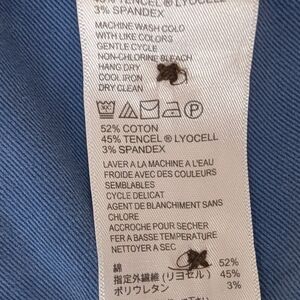 45% TENCEL® LYOCELL
3% SPANDEX
MACHINE WASH COLD
WITH LIKE COLORS
GENTLE CYCLE
NON-CHLORINE BLEACH
HANG DRY
COOL IRON
DRY CLEAN
P
52% COTON
45% TENCEL® LYOCELL
3% SPANDEX
LAVER A LA MACHINE A L'EAU
FROIDE AVEC DES COULEURS
SEMBLABLES
CYCLE DELICAT
AGENT DE BLANCHIMENT SANS
CHLORE
ACCROCHE POUR SECHER
FER A BASSE TEMPERATURE
NETTOYER A SEC
綿 52%
指定外繊維(リヨセル) 45%
ポリウレタン 3%